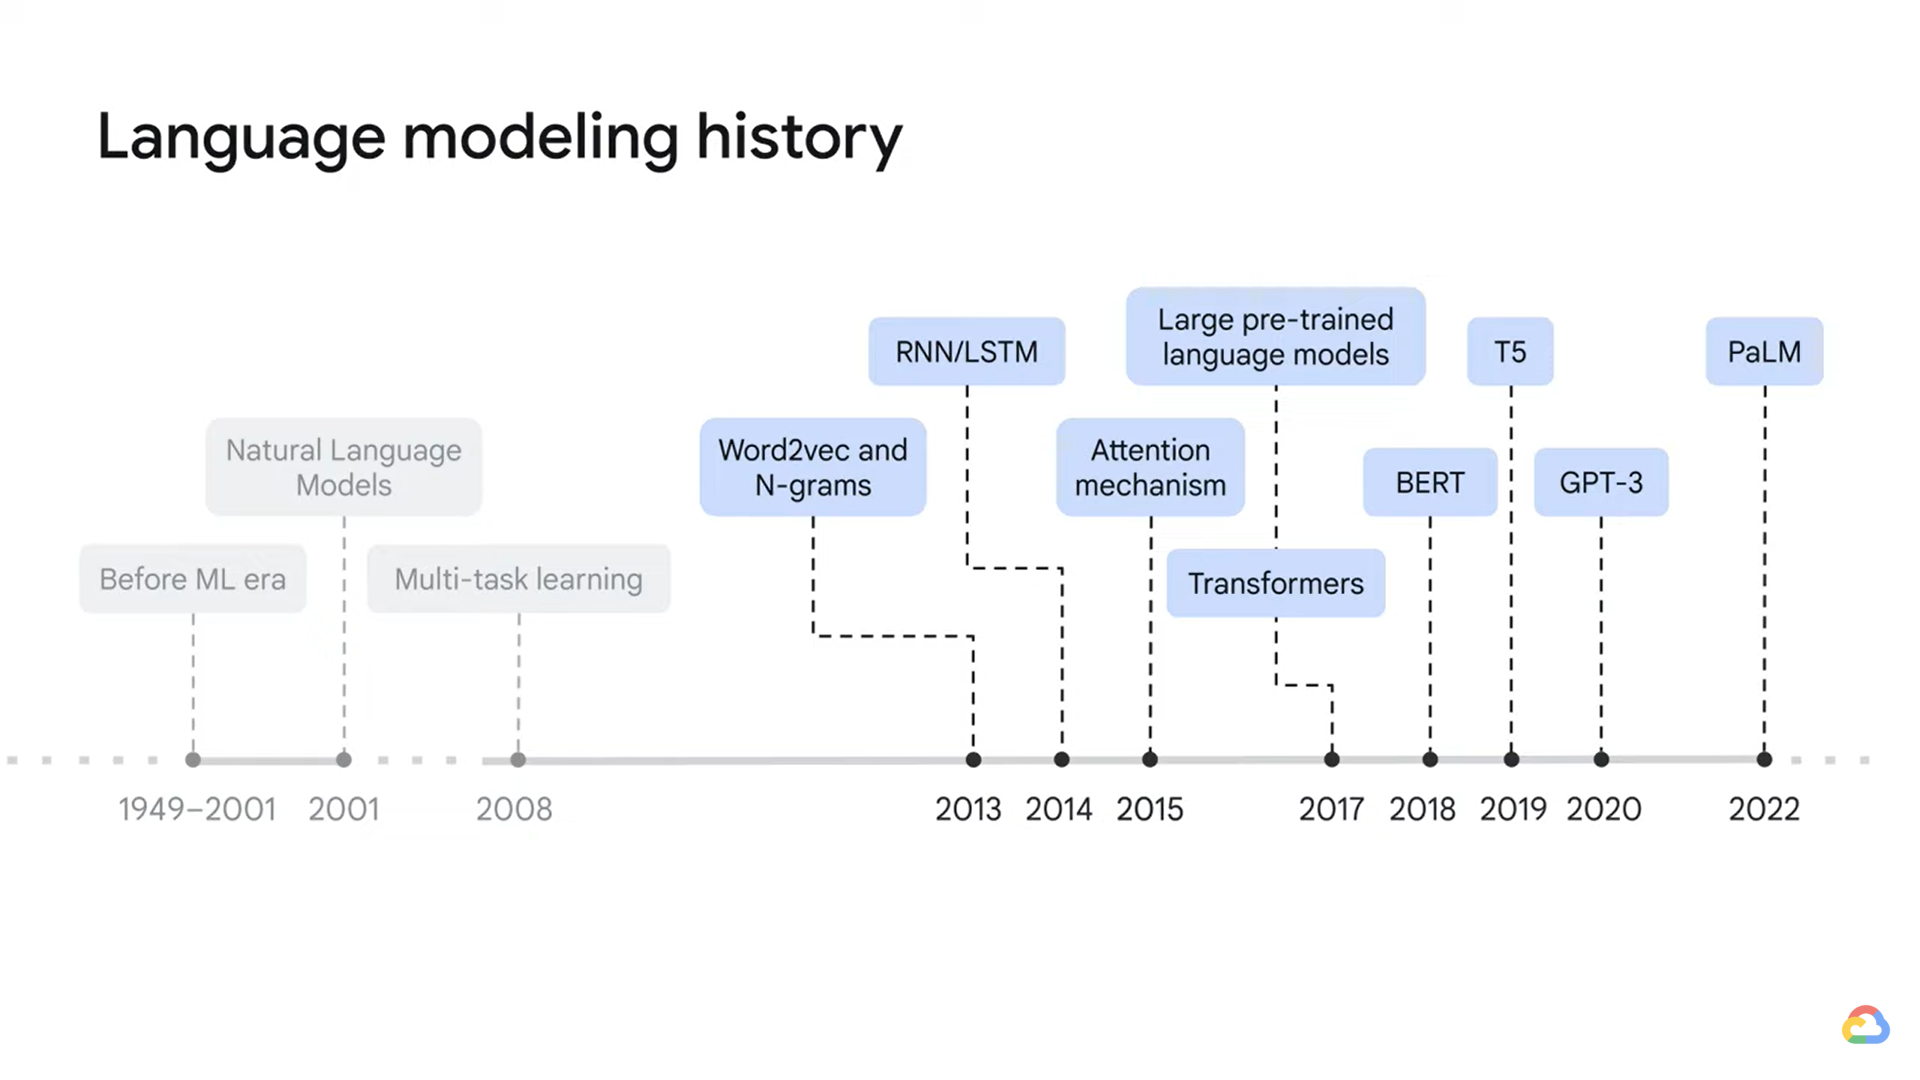 Language modeling history
Large pre-trained
language models
RNN/LSTM
T5
PaLM
Natural Language
Models
Word2vec and
N-grams
Attention
mechanism
BERT
GPT-3
Before ML era
Multi-task learning
Transformers
1949–2001
2001
2008
2013
2014
2015
2017
2018
2019
2020
2022